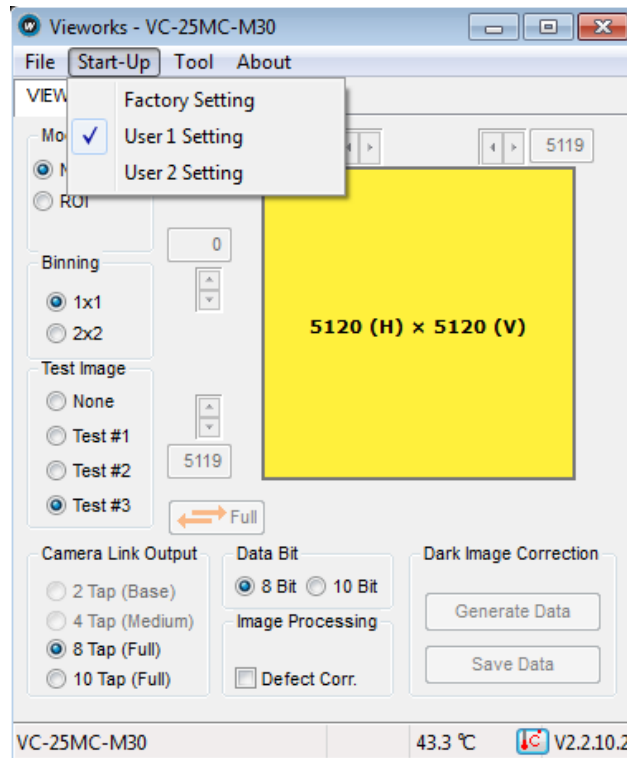 Vieworks - VC-25MC-M30
File Start-Up Tool About
VIEW
Factory Setting
User 1 Setting
User 2 Setting
5119
ROI
0
Binning
1x1
2x2
5120 (H) × 5120 (V)
Test Image
None
Test #1
Test #2
Test #3
5119
Full
Camera Link Output
2 Tap (Base)
4 Tap (Medium)
8 Tap (Full)
10 Tap (Full)
Data Bit
8 Bit 10 Bit
Image Processing
Defect Corr.
Dark Image Correction
Generate Data
Save Data
VC-25MC-M30 43.3 ℃ V2.2.10.2